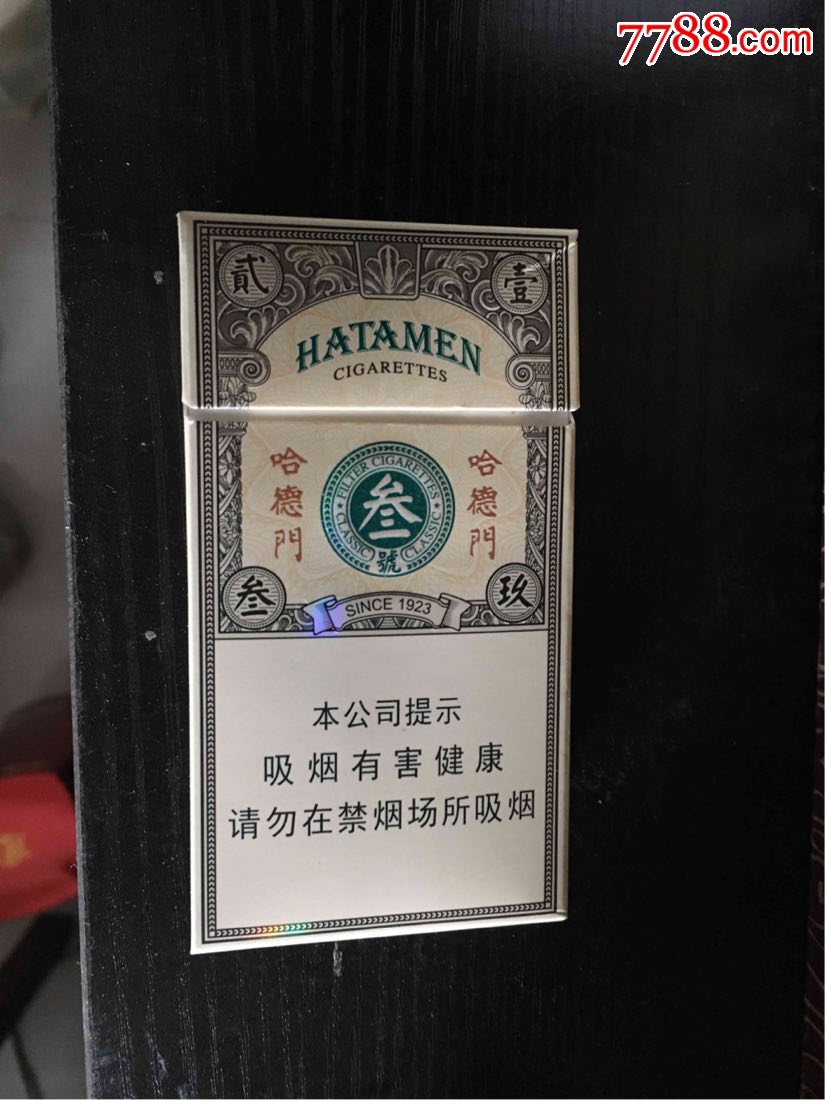 7788.com
貳
壹
HATAMEN
CIGARETTES
哈德門
FILTER CIGARETTES
叁
CLASSIC
CLASSIC
號
哈德門
叁
玖
SINCE 1923
本公司提示
吸烟有害健康
请勿在禁烟场所吸烟